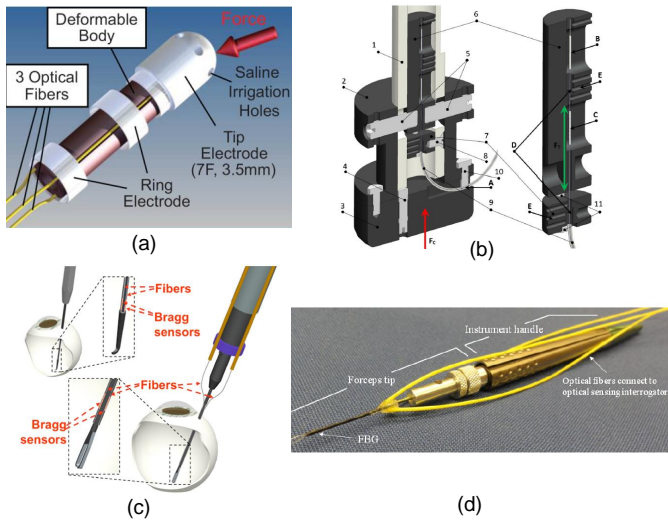 Deformable
Body
Force
3 Optical
Fibers
Saline
Irrigation
Holes
Tip
Electrode
(7F, 3.5mm)
Ring
Electrode
(a)
6
1
5
2
7
8
4
10
A
3
9
Fc
B
E
C
D
Ft
E
11
(b)
Fibers
Bragg
sensors
Fibers
Bragg
sensors
(c)
Instrument handle
Forceps tip
Optical fibers connect to
optical sensing interrogator
FBG
(d)